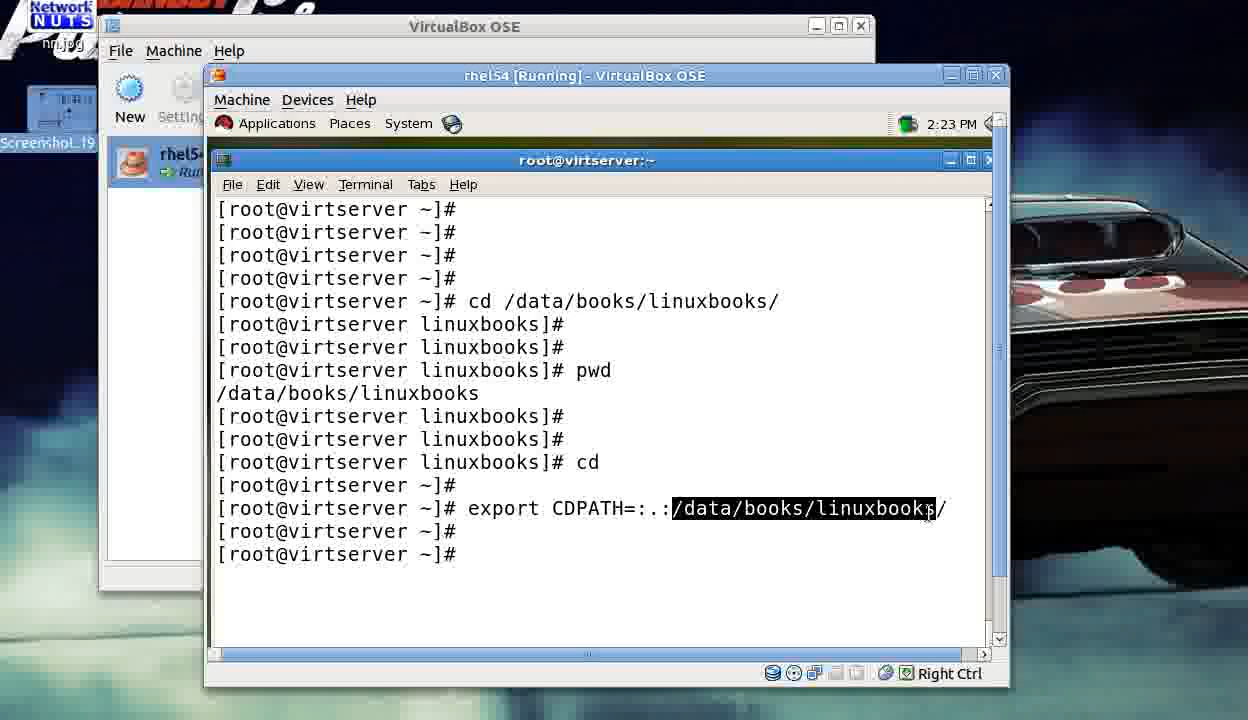 Network
NUTS
nn.jpg
Screenshot_19
VirtualBox OSE
File Machine Help
New
rhel54 [Running] - VirtualBox OSE
Machine Devices Help
Applications Places System
2:23 PM
root@virtserver:~
File Edit View Terminal Tabs Help
[root@virtserver ~]#
[root@virtserver ~]#
[root@virtserver ~]#
[root@virtserver ~]#
[root@virtserver ~]# cd /data/books/linuxbooks/
[root@virtserver linuxbooks]#
[root@virtserver linuxbooks]#
[root@virtserver linuxbooks]# pwd
/data/books/linuxbooks
[root@virtserver linuxbooks]#
[root@virtserver linuxbooks]#
[root@virtserver linuxbooks]# cd
[root@virtserver ~]#
[root@virtserver ~]# export CDPATH=:.:/data/books/linuxbooks/
[root@virtserver ~]#
[root@virtserver ~]#
Right Ctrl